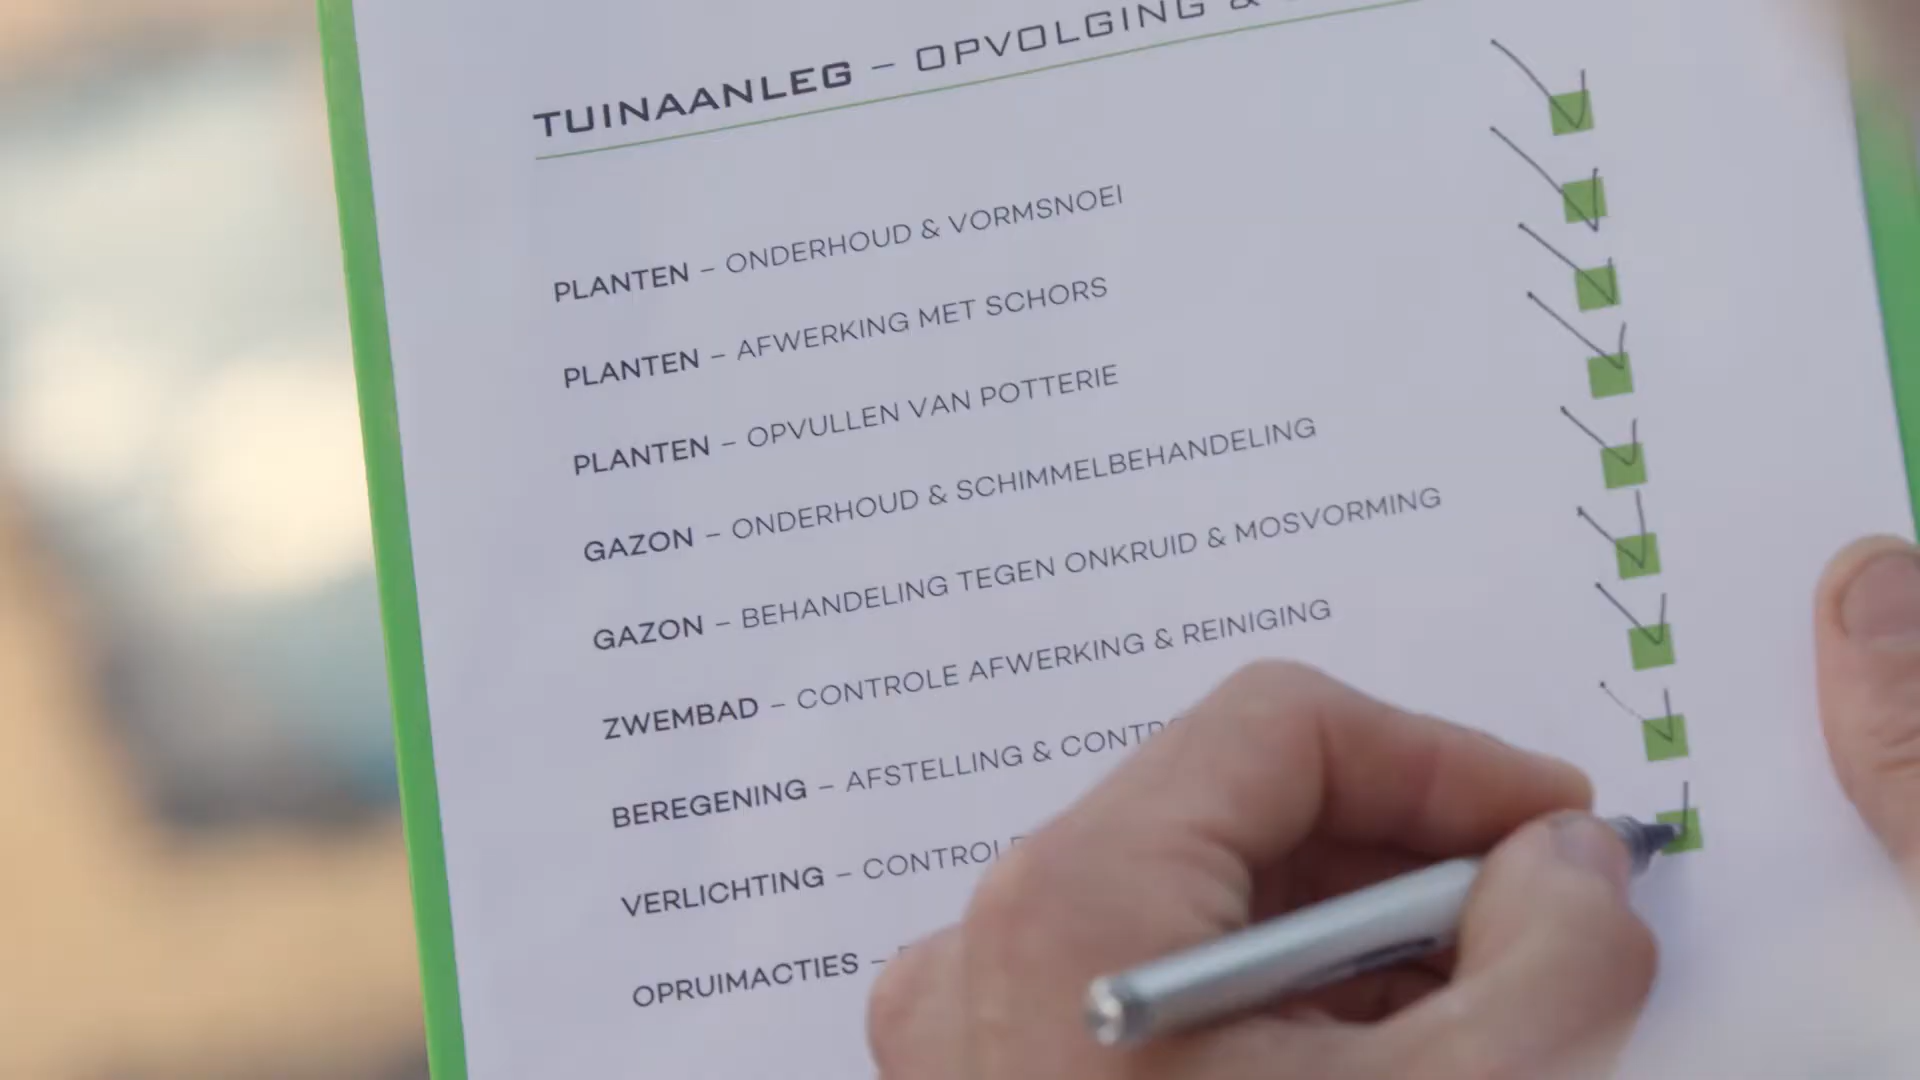 TUINAANLEG – OPVOLGING &
PLANTEN – ONDERHOUD & VORMSNOEI
PLANTEN – AFWERKING MET SCHORS
PLANTEN – OPVULLEN VAN POTTERIE
GAZON – ONDERHOUD & SCHIMMELBEHANDELING
GAZON – BEHANDELING TEGEN ONKRUID & MOSVORMING
ZWEMBAD – CONTROLE AFWERKING & REINIGING
BEREGENING – AFSTELLING &
VERLICHTING –
OPRUIMACTIES –